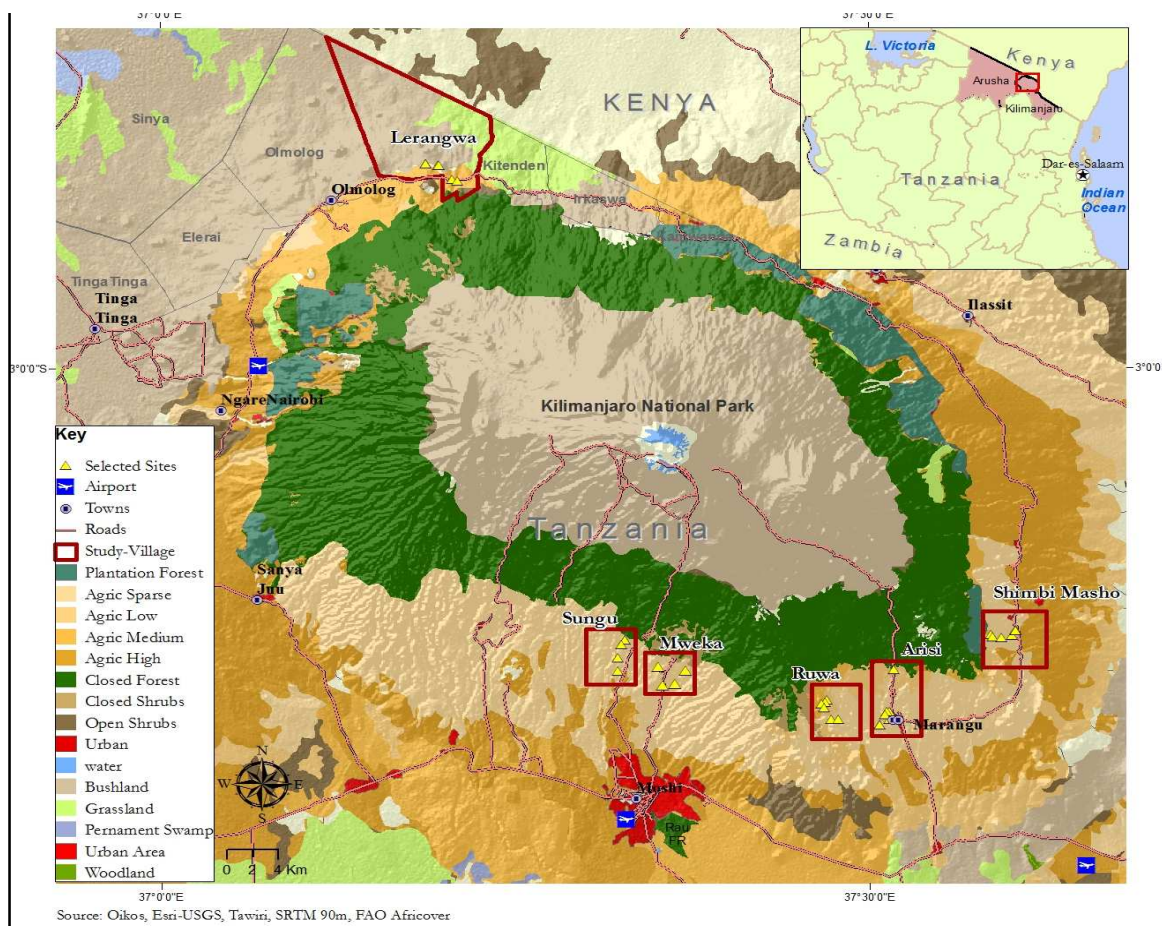 37°0'0"E
37°30'0"E
L. Victoria
Kenya
Arusha
Kilimanjaro
Dar-es-Salaam
Tanzania
Indian
Ocean
Zambia
KENYA
Sinya
Olmolog
Lerangwa
Kitenden
Olmolog
Irkaswa
Elerai
Tinga Tinga
Tinga
Tinga
Ilassit
3°0'0"S
3°0'
Kilimanjaro National Park
NgareNairobi
Tanzania
Sanya
Juu
Shimbi Masho
Sungu
Mweka
Arisi
Ruwa
Marangu
Moshi
Rau
FR
Key
Selected Sites
Airport
Towns
Roads
Study-Village
Plantation Forest
Agric Sparse
Agric Low
Agric Medium
Agric High
Closed Forest
Closed Shrubs
Open Shrubs
Urban
water
Bushland
Grassland
Pernament Swamp
Urban Area
Woodland
N
W
E
S
0 2 4 Km
37°0'0"E
37°30'0"E
Source: Oikos, Esri-USGS, Tawiri, SRTM 90m, FAO Africover